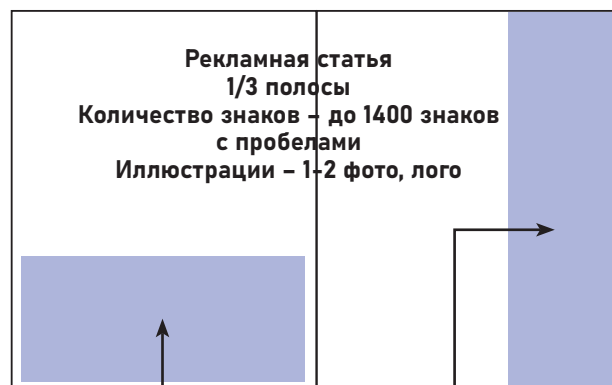 Рекламная статья
1/3 полосы
Количество знаков – до 1400 знаков
с пробелами
Иллюстрации – 1-2 фото, лого